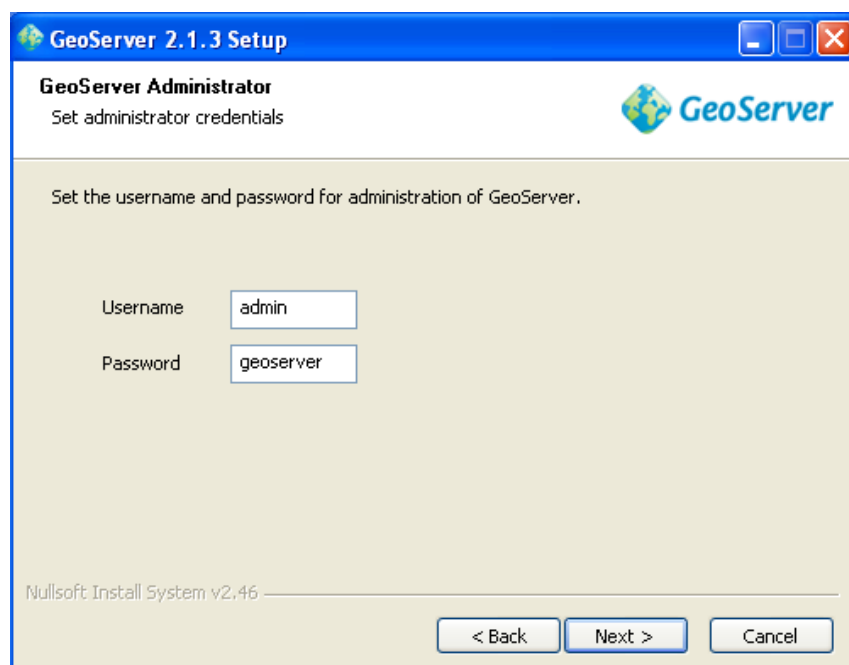 GeoServer 2.1.3 Setup
GeoServer Administrator
Set administrator credentials
GeoServer
Set the username and password for administration of GeoServer.
Username admin
Password geoserver
Nullsoft Install System v2.46
< Back Next > Cancel